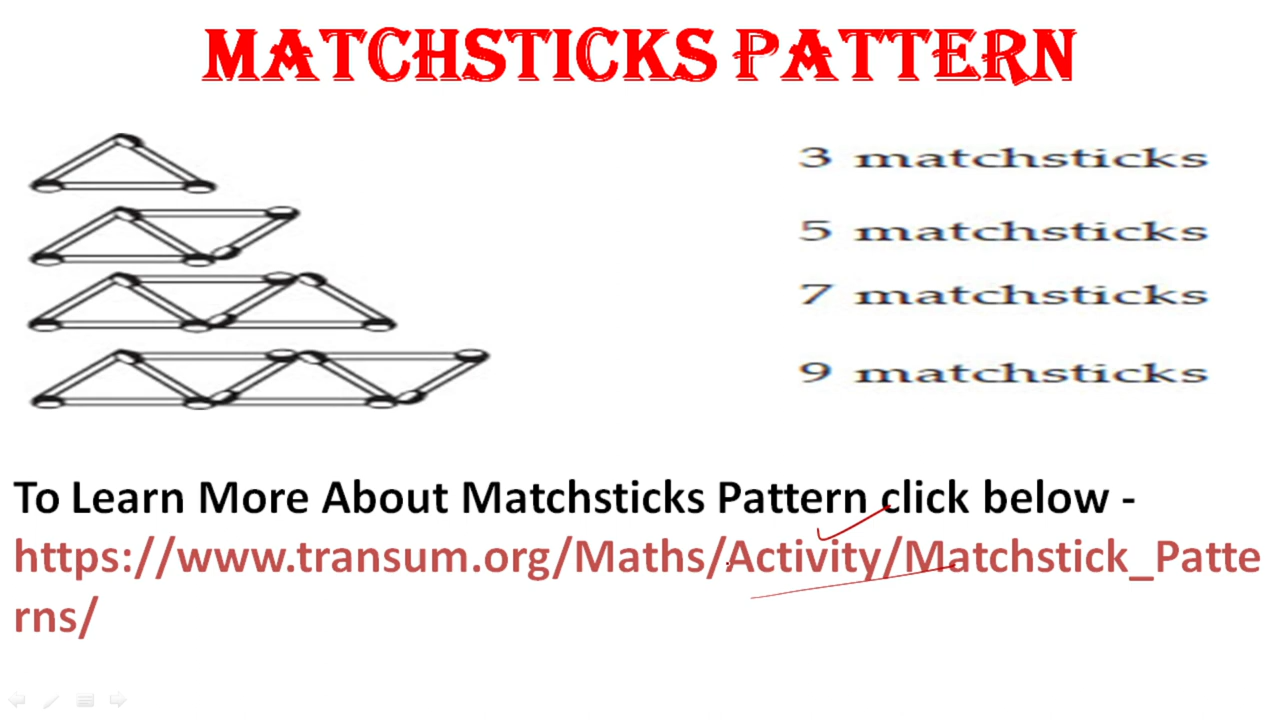 MATCHSTICKS PATTERN
3 matchsticks
5 matchsticks
7 matchsticks
9 matchsticks
To Learn More About Matchsticks Pattern click below -
https://www.transum.org/Maths/Activity/Matchstick_Patte
rns/